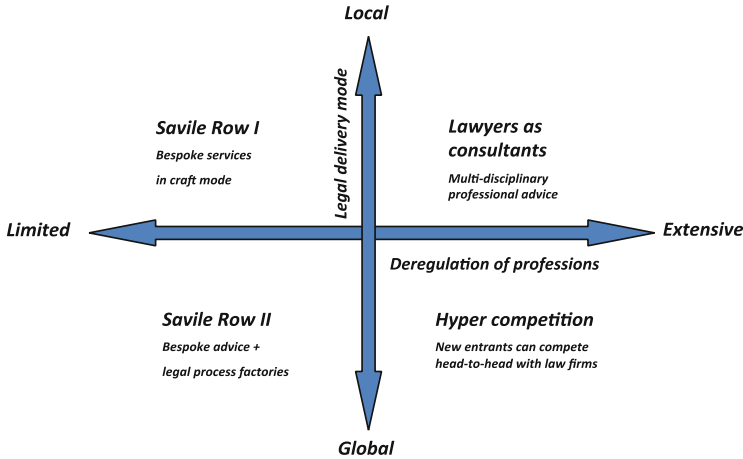 Local
Legal delivery mode
Savile Row I
Bespoke services
in craft mode
Lawyers as
consultants
Multi-disciplinary
professional advice
Limited
Extensive
Deregulation of professions
Savile Row II
Bespoke advice +
legal process factories
Hyper competition
New entrants can compete
head-to-head with law firms
Global